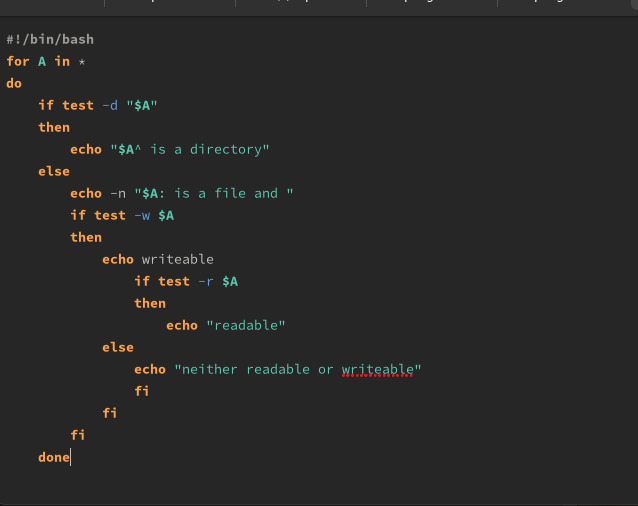 #!/bin/bash
for A in *
do
if test -d "$A"
then
echo "$A^ is a directory"
else
echo -n "$A: is a file and "
if test -w $A
then
echo writeable
if test -r $A
then
echo "readable"
else
echo "neither readable or writeable"
fi
fi
fi
done